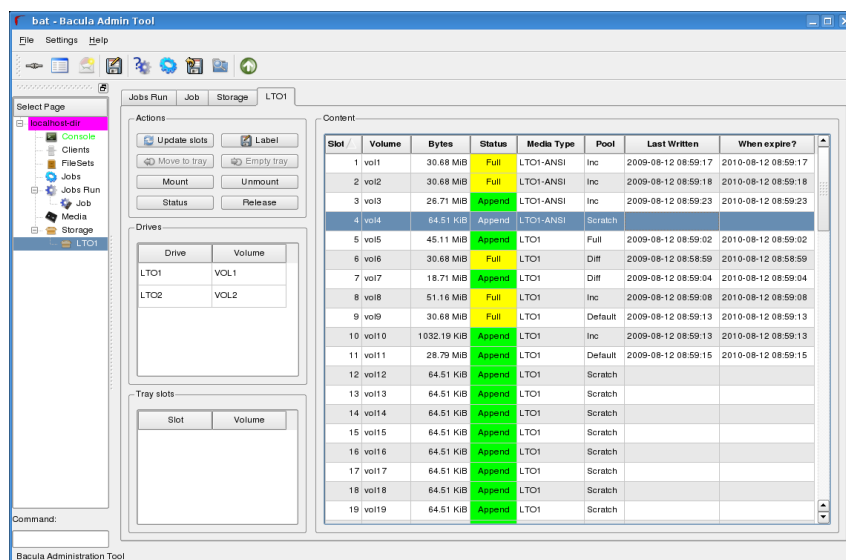 bat - Bacula Admin Tool
File Settings Help
Select Page
localhost-dir
Console
Clients
FileSets
Jobs
Jobs Run
Job
Media
Storage
LTO1
Command:
Bacula Administration Tool
Jobs Run Job Storage LTO1
Actions
Update slots Label
Move to tray Empty tray
Mount Unmount
Status Release
Drives
Drive Volume
LTO1 VOL1
LTO2 VOL2
Tray slots
Slot Volume
Content
Slot Volume Bytes Status Media Type Pool Last Written When expire?
1 vol1 30.68 MiB Full LTO1-ANSI Inc 2009-08-12 08:59:17 2010-08-12 08:59:17
2 vol2 30.68 MiB Full LTO1-ANSI Inc 2009-08-12 08:59:18 2010-08-12 08:59:18
3 vol3 26.71 MiB Append LTO1-ANSI Inc 2009-08-12 08:59:23 2010-08-12 08:59:23
4 vol4 64.51 KiB Append LTO1-ANSI Scratch
5 vol5 45.11 MiB Append LTO1 Full 2009-08-12 08:59:02 2010-08-12 08:59:02
6 vol6 30.68 MiB Full LTO1 Diff 2009-08-12 08:58:59 2010-08-12 08:58:59
7 vol7 18.71 MiB Append LTO1 Diff 2009-08-12 08:59:04 2010-08-12 08:59:04
8 vol8 51.16 MiB Full LTO1 Inc 2009-08-12 08:59:08 2010-08-12 08:59:08
9 vol9 30.68 MiB Full LTO1 Default 2009-08-12 08:59:13 2010-08-12 08:59:13
10 vol10 1032.19 KiB Append LTO1 Inc 2009-08-12 08:59:13 2010-08-12 08:59:13
11 vol11 28.79 MiB Append LTO1 Default 2009-08-12 08:59:15 2010-08-12 08:59:15
12 vol12 64.51 KiB Append LTO1 Scratch
13 vol13 64.51 KiB Append LTO1 Scratch
14 vol14 64.51 KiB Append LTO1 Scratch
15 vol15 64.51 KiB Append LTO1 Scratch
16 vol16 64.51 KiB Append LTO1 Scratch
17 vol17 64.51 KiB Append LTO1 Scratch
18 vol18 64.51 KiB Append LTO1 Scratch
19 vol19 64.51 KiB Append LTO1 Scratch